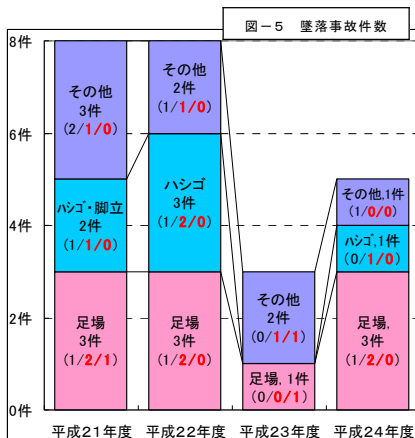 図－5　墜落事故件数
8件
6件
4件
2件
0件
その他
3件
(2/1/0)
ハシゴ・脚立
2件
(1/1/0)
足場
3件
(1/2/1)
その他
2件
(1/1/0)
ハシゴ
3件
(1/2/0)
足場
3件
(1/2/0)
その他
2件
(0/1/1)
足場, 1件
(0/0/1)
その他,1件
(1/0/0)
ハシゴ,1件
(0/1/0)
足場,
3件
(1/2/0)
平成21年度　平成22年度　平成23年度　平成24年度